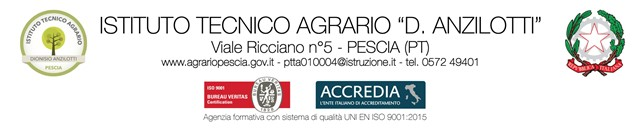 ISTITUTO TECNICO AGRARIO
DIONISIO ANZILOTTI
PESCIA
ISTITUTO TECNICO AGRARIO “D. ANZILOTTI”
Viale Ricciano n°5 - PESCIA (PT)
www.agrariopescia.gov.it - ptta010004@istruzione.it - tel. 0572 49401
ISO 9001
BUREAU VERITAS
Certification
ACCREDIA
L'ENTE ITALIANO DI ACCREDITAMENTO
Agenzia formativa con sistema di qualità UNI EN ISO 9001:2015